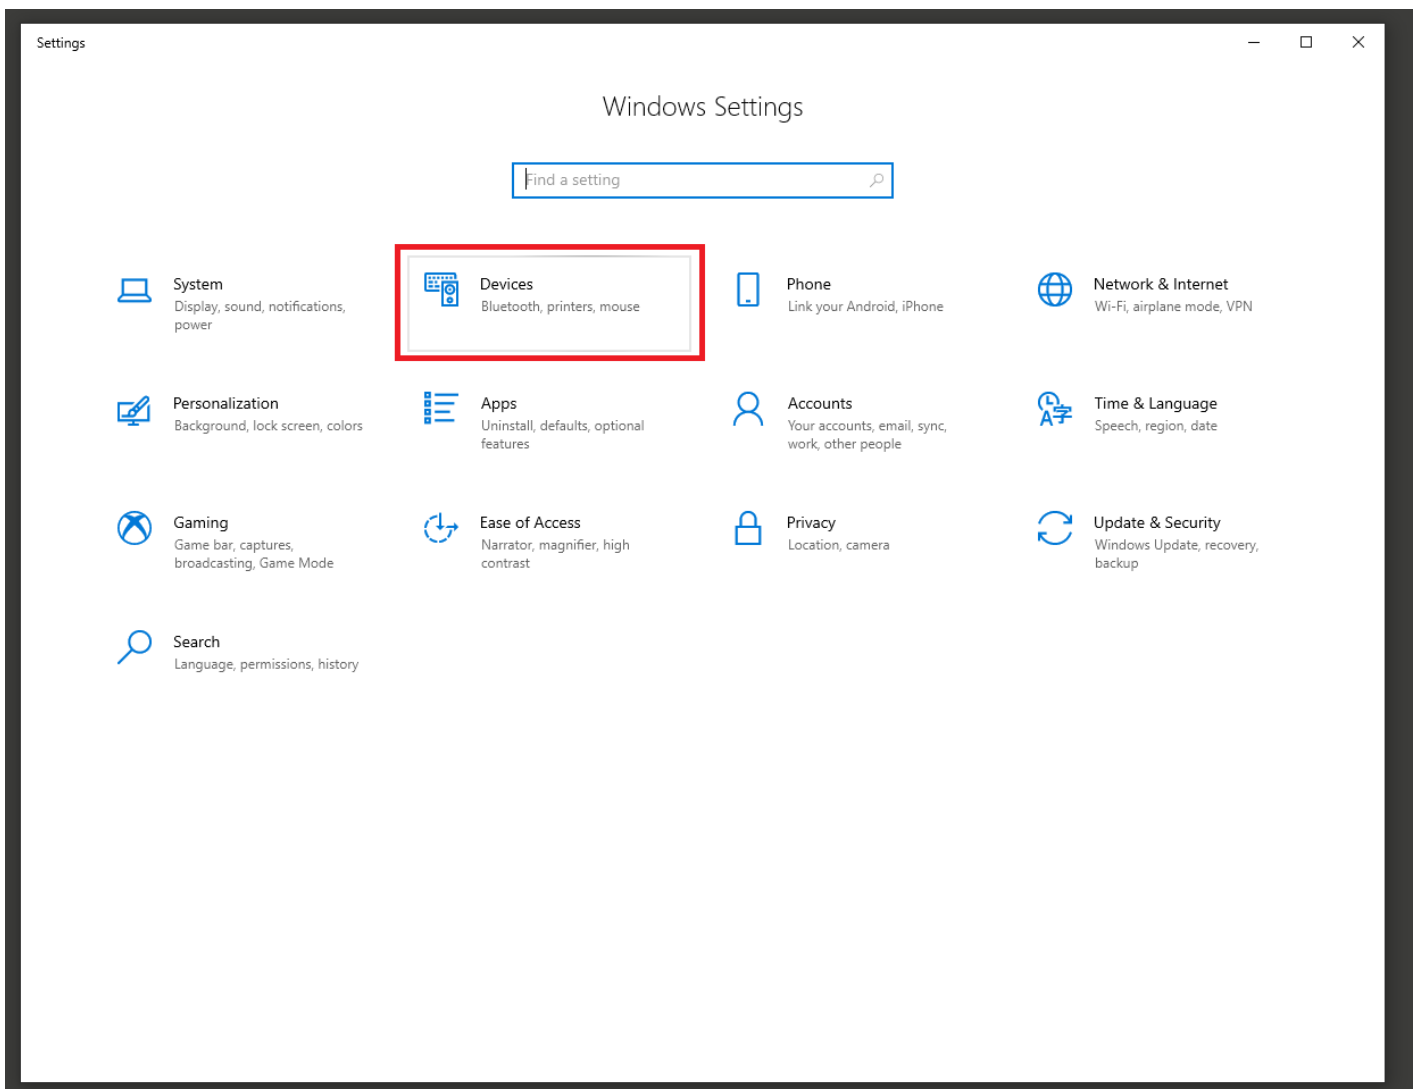 Settings
Windows Settings
Find a setting
System
Display, sound, notifications,
power
Devices
Bluetooth, printers, mouse
Phone
Link your Android, iPhone
Network & Internet
Wi-Fi, airplane mode, VPN
Personalization
Background, lock screen, colors
Apps
Uninstall, defaults, optional
features
Accounts
Your accounts, email, sync,
work, other people
Time & Language
Speech, region, date
Gaming
Game bar, captures,
broadcasting, Game Mode
Ease of Access
Narrator, magnifier, high
contrast
Privacy
Location, camera
Update & Security
Windows Update, recovery,
backup
Search
Language, permissions, history